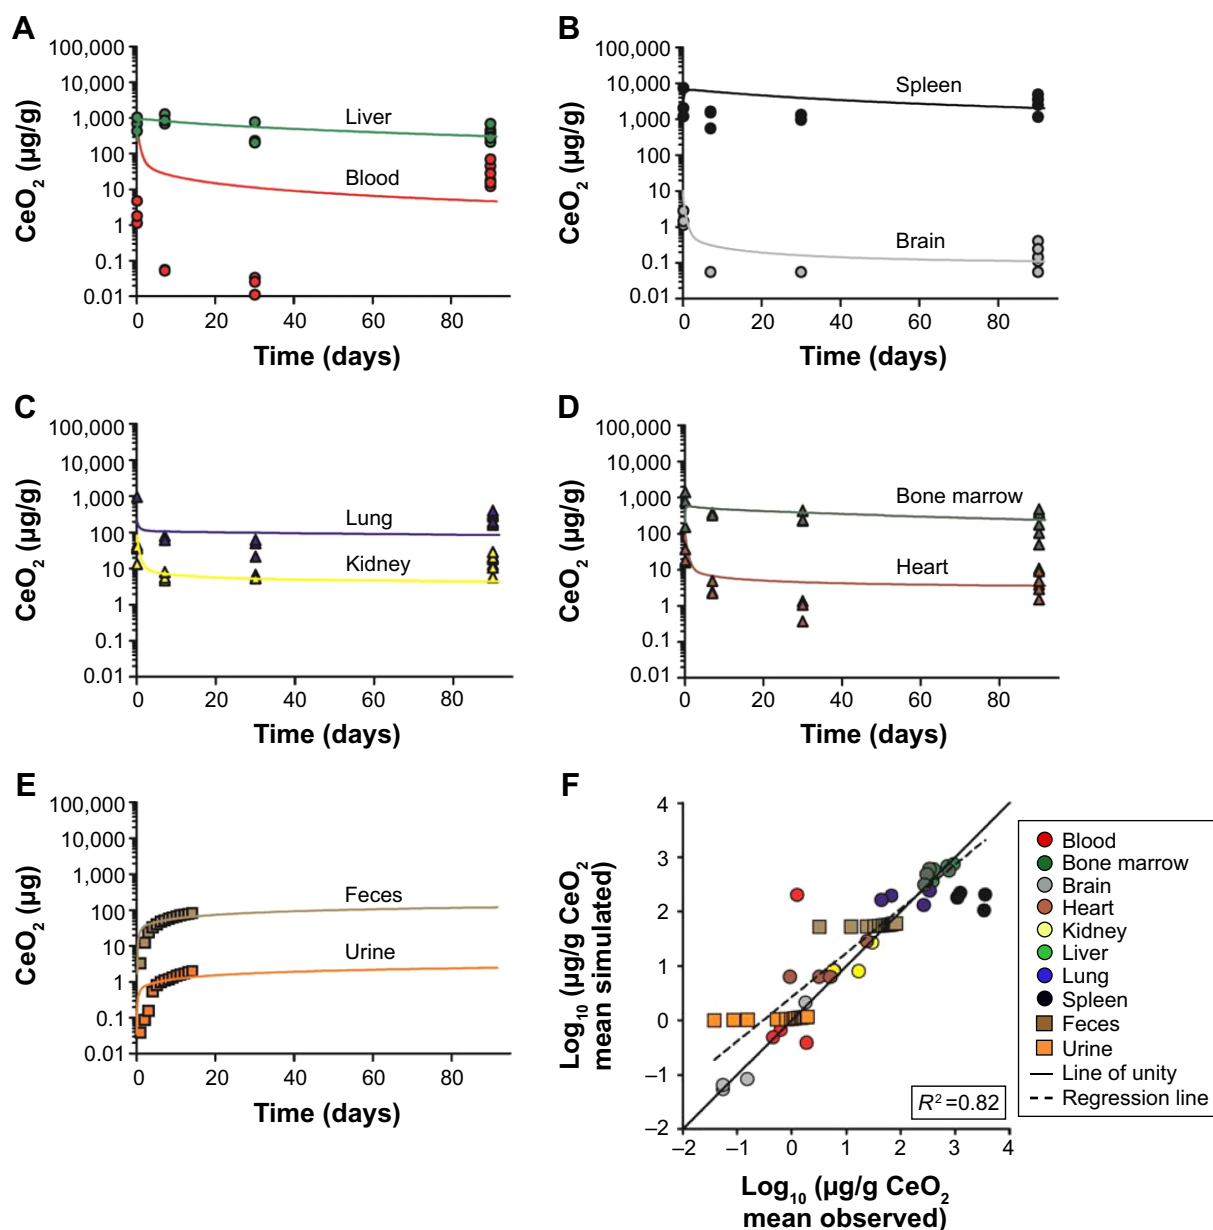 A
100,000
10,000
1,000
100
10
1
0.1
0.01
CeO₂ (µg/g)
Liver
Blood
0 20 40 60 80
Time (days)
B
100,000
10,000
1,000
100
10
1
0.1
0.01
CeO₂ (µg/g)
Spleen
Brain
0 20 40 60 80
Time (days)
C
100,000
10,000
1,000
100
10
1
0.1
0.01
CeO₂ (µg/g)
Lung
Kidney
0 20 40 60 80
Time (days)
D
100,000
10,000
1,000
100
10
1
0.1
0.01
CeO₂ (µg/g)
Bone marrow
Heart
0 20 40 60 80
Time (days)
E
100,000
10,000
1,000
100
10
1
0.1
0.01
CeO₂ (µg)
Feces
Urine
0 20 40 60 80
Time (days)
F
4
3
2
1
0
−1
−2
Log₁₀ (µg/g CeO₂
mean simulated)
R²=0.82
−2 −1 0 1 2 3 4
Log₁₀ (µg/g CeO₂
mean observed)
Blood
Bone marrow
Brain
Heart
Kidney
Liver
Lung
Spleen
Feces
Urine
Line of unity
Regression line